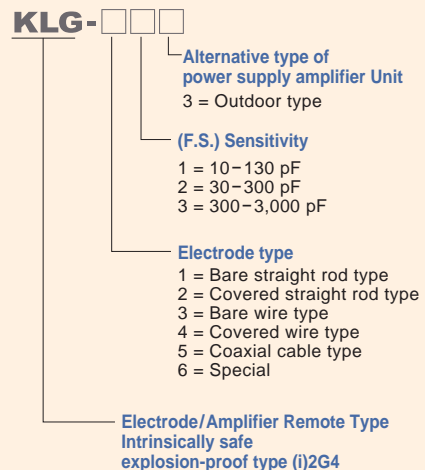 KLG-□□□
Alternative type of
power supply amplifier Unit
3 = Outdoor type
(F.S.) Sensitivity
1 = 10−130 pF
2 = 30−300 pF
3 = 300−3,000 pF
Electrode type
1 = Bare straight rod type
2 = Covered straight rod type
3 = Bare wire type
4 = Covered wire type
5 = Coaxial cable type
6 = Special
Electrode/Amplifier Remote Type
Intrinsically safe
explosion-proof type (i)2G4